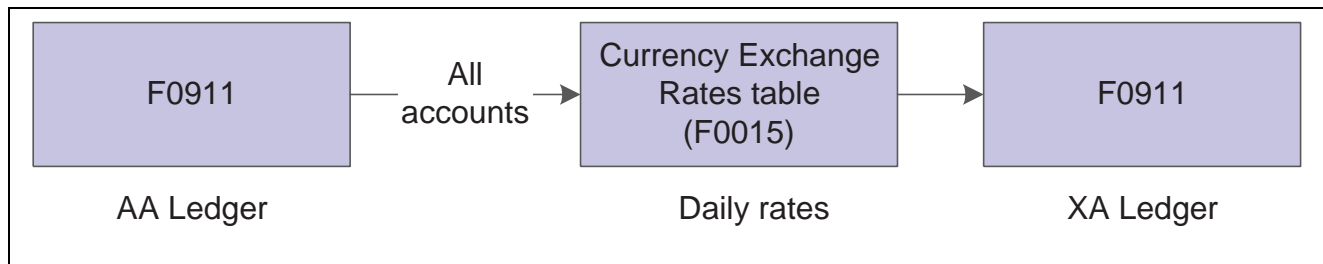 F0911
All
accounts
Currency Exchange
Rates table
(F0015)
F0911
AA Ledger
Daily rates
XA Ledger